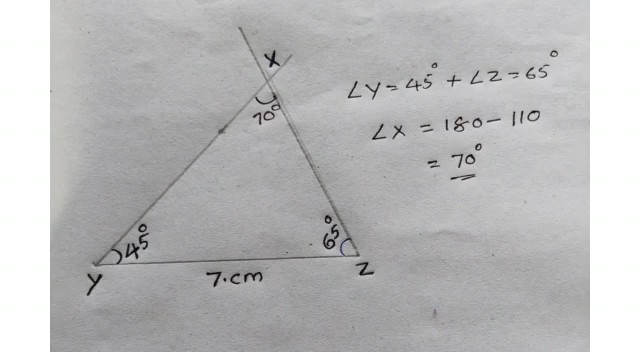 X
∠Y=45° + ∠Z=65°
70°
∠X = 180-110
= 70°
45°
65°
Y
7.cm
Z